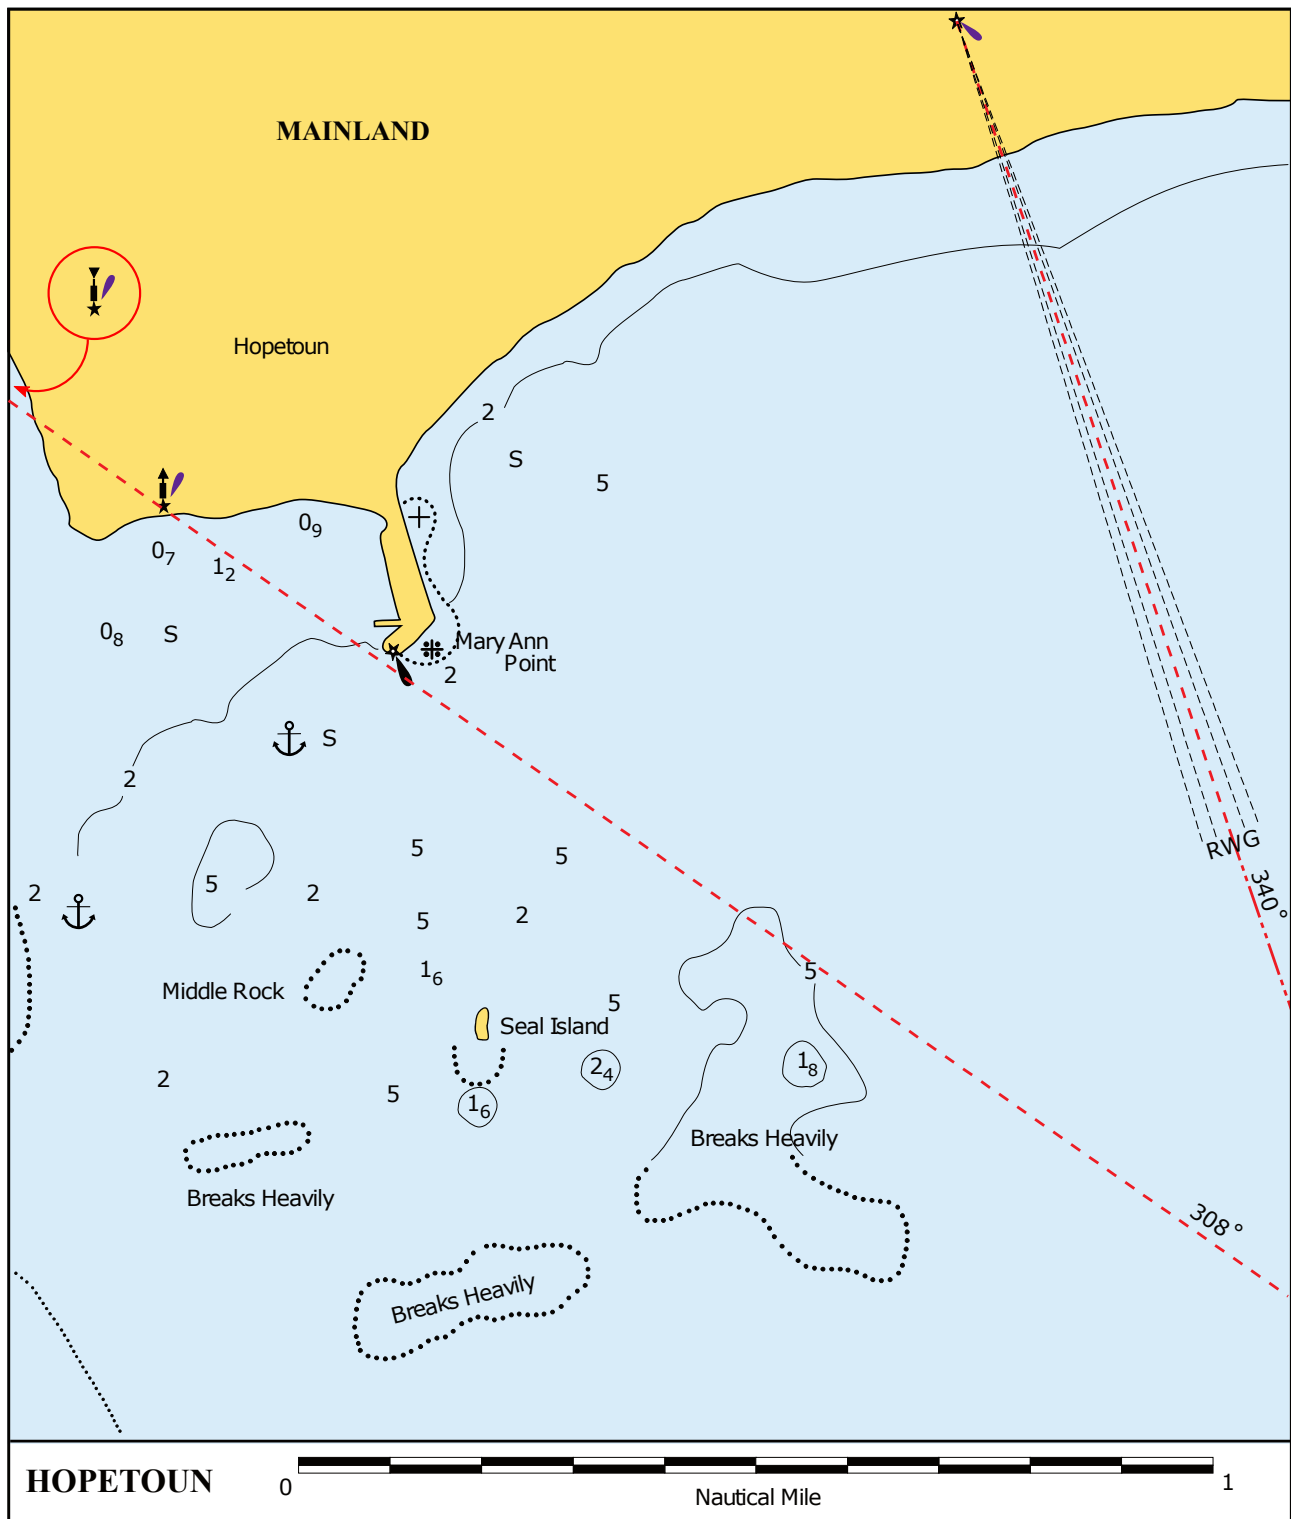 MAINLAND
Hopetoun
2
S
5
0₉
0₇
1₂
0₈ S
Mary Ann
Point
2
S
2
5
5
RWG
340°
5
2
2
5
2
1₆
5
Middle Rock
5
Seal Island
2₄
1₈
2
5
1₆
Breaks Heavily
Breaks Heavily
308°
Breaks Heavily
HOPETOUN
0
1
Nautical Mile